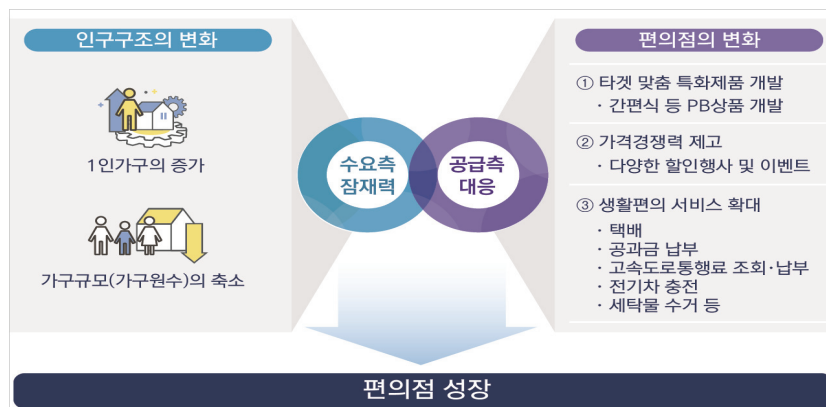 인구구조의 변화
1인가구의 증가
가구규모(가구원수)의 축소
수요측
잠재력
공급측
대응
편의점의 변화
① 타겟 맞춤 특화제품 개발
· 간편식 등 PB상품 개발
② 가격경쟁력 제고
· 다양한 할인행사 및 이벤트
③ 생활편의 서비스 확대
· 택배
· 공과금 납부
· 고속도로통행료 조회·납부
· 전기차 충전
· 세탁물 수거 등
편의점 성장